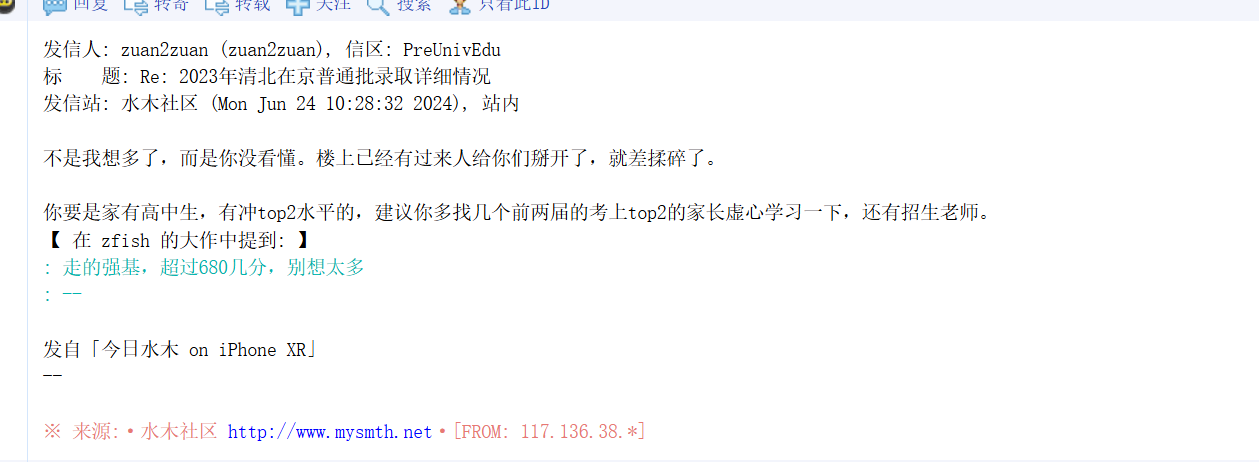 回复 转寄 转载 关注 搜索 只看此ID
发信人: zuan2zuan (zuan2zuan), 信区: PreUnivEdu
标　　题: Re: 2023年清北在京普通批录取详细情况
发信站: 水木社区 (Mon Jun 24 10:28:32 2024), 站内
不是我想多了，而是你没看懂。楼上已经有过来人给你们掰开了，就差揉碎了。
你要是家有高中生，有冲top2水平的，建议你多找几个前两届的考上top2的家长虚心学习一下，还有招生老师。
【 在 zfish 的大作中提到: 】
: 走的强基，超过680几分，别想太多
: --
发自「今日水木 on iPhone XR」
--
※ 来源:·水木社区 http://www.mysmth.net·[FROM: 117.136.38.*]